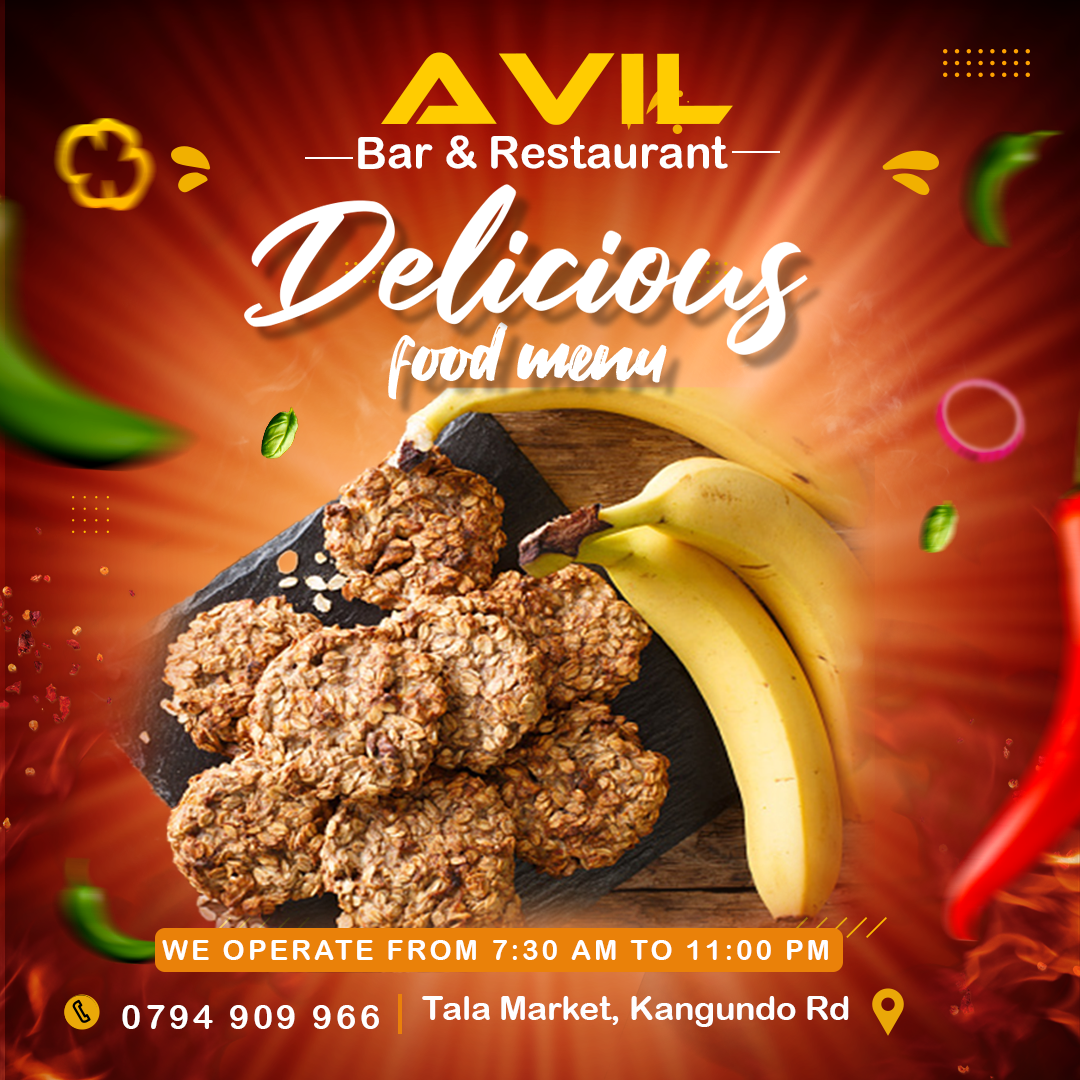 AVIL
Bar & Restaurant
Delicious
food menu
WE OPERATE FROM 7:30 AM TO 11:00 PM
0794 909 966
Tala Market, Kangundo Rd